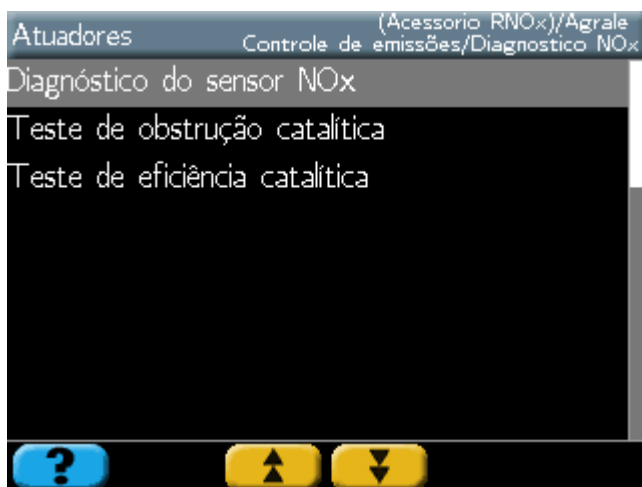 Atuadores
(Acessorio RNOx)/Agrale
Controle de emissões/Diagnostico NOx
Diagnóstico do sensor NOx
Teste de obstrução catalítica
Teste de eficiência catalítica
?